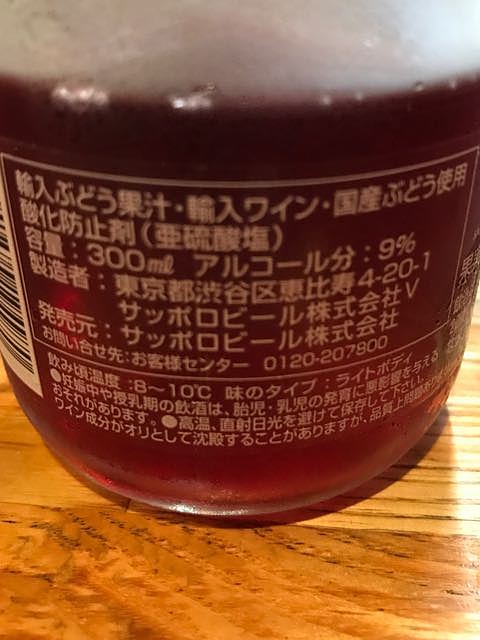 輸入ぶどう果汁・輸入ワイン・国産ぶどう使用
酸化防止剤（亜硫酸塩）
容量：300㎖ アルコール分：9%
製造者：東京都渋谷区恵比寿4-20-1
サッポロビール株式会社V
発売元：サッポロビール株式会社
お問い合せ先：お客様センター 0120-207900
飲み頃温度：8〜10℃ 味のタイプ：ライトボディ
●妊娠中や授乳期の飲酒は、胎児・乳児の発育に悪影響を与える
おそれがあります。●高温、直射日光を避けて保存して下さい。
ワイン成分がオリとして沈殿することがありますが、品質上問題